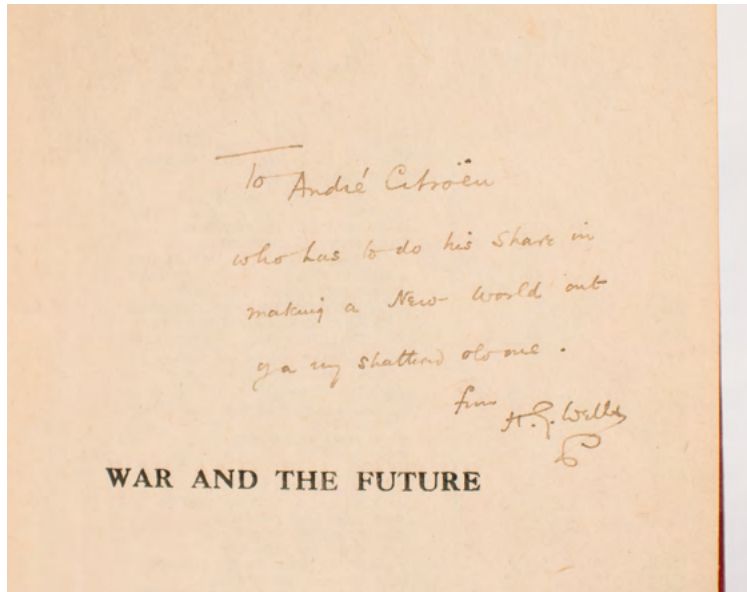 To André Citroën
who has to do his share in
making a New World out
of a very shattered old one.
from H.G. Wells
WAR AND THE FUTURE